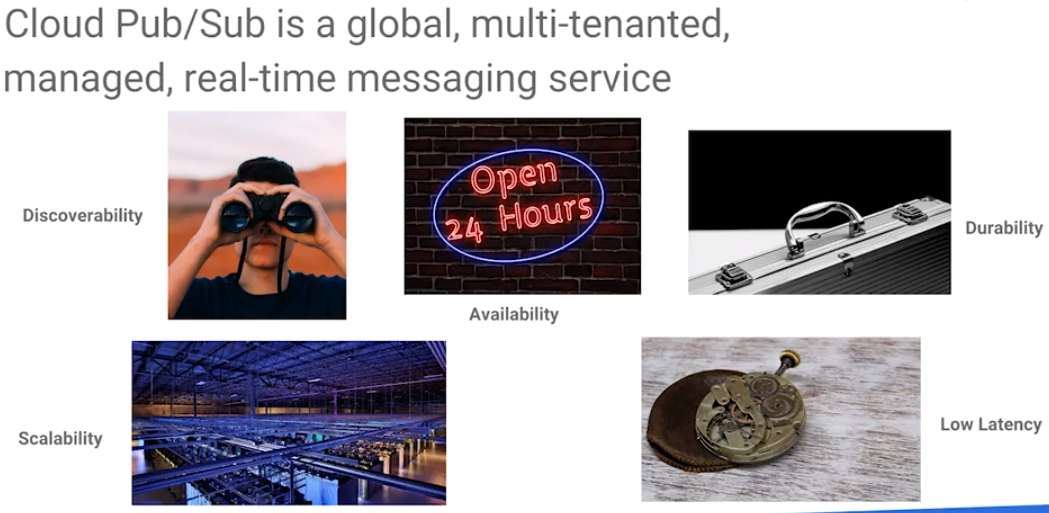 Cloud Pub/Sub is a global, multi-tenanted,
managed, real-time messaging service
Discoverability
Open
24 Hours
Durability
Availability
Scalability
Low Latency